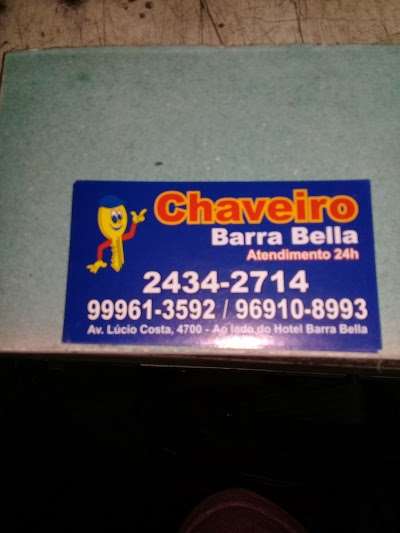 Chaveiro
Barra Bella
Atendimento 24h
2434-2714
99961-3592 / 96910-8993
Av. Lúcio Costa, 4700 - Ao lado do Hotel Barra Bella